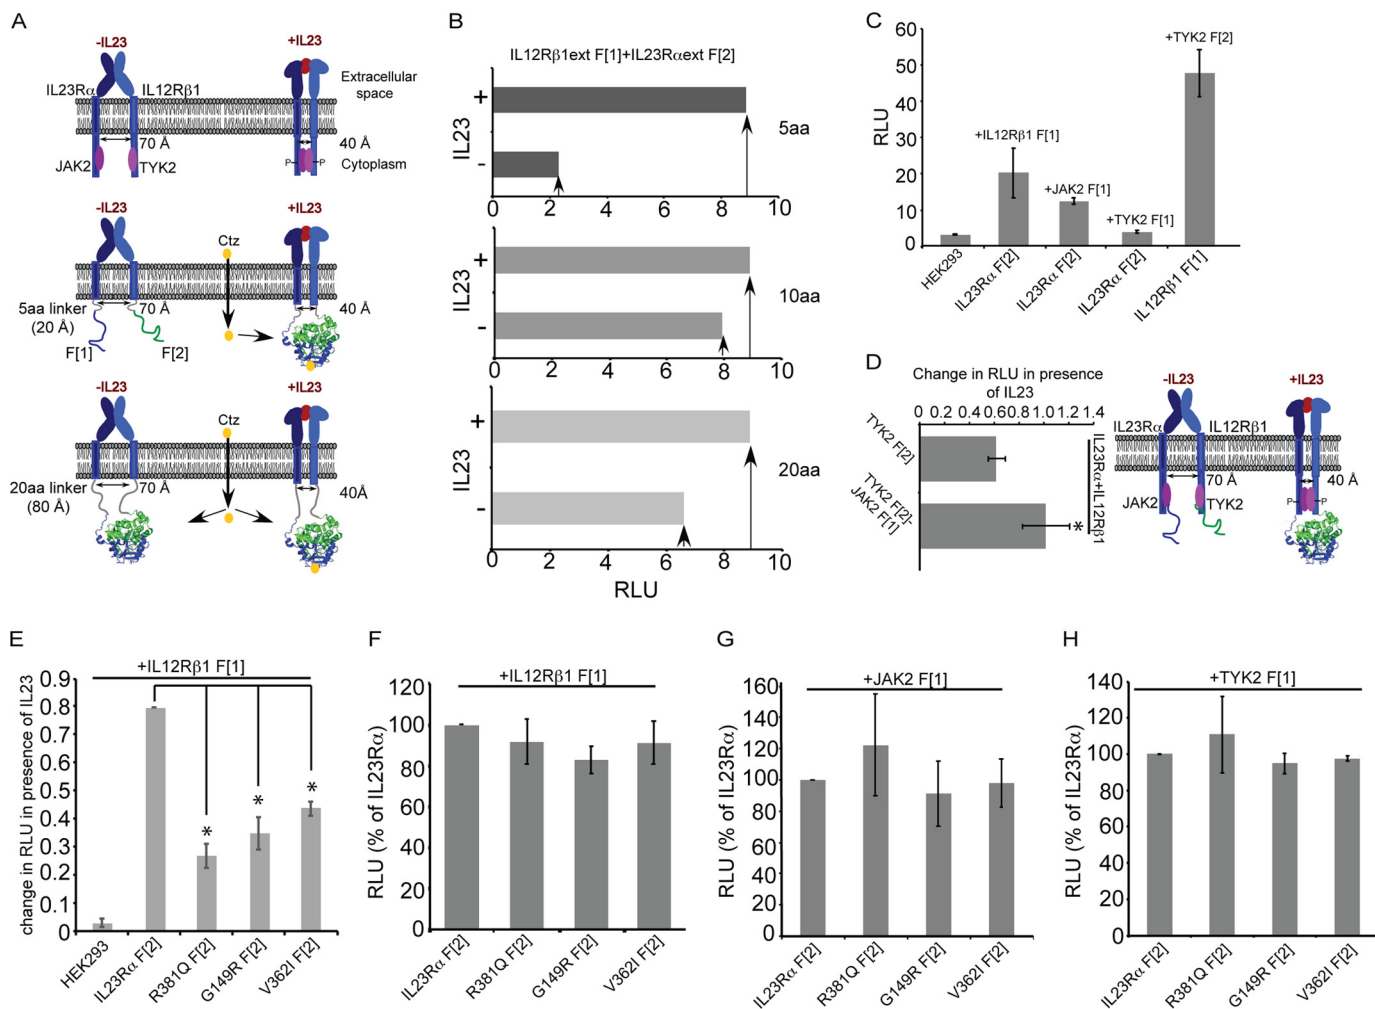 A
-IL23
+IL23
IL23Rα
IL12Rβ1
Extracellular
space
70 Å
40 Å
JAK2
TYK2
P
P
Cytoplasm
-IL23
+IL23
Ctz
5aa linker
(20 Å)
70 Å
40 Å
F[1]
F[2]
-IL23
+IL23
Ctz
20aa linker
(80 Å)
70 Å
40Å
B
IL12Rβ1ext F[1]+IL23Rαext F[2]
+
IL23
-
5aa
0 2 4 6 8 10
+
IL23
-
10aa
0 2 4 6 8 10
+
IL23
-
20aa
0 2 4 6 8 10
RLU
C
60
50
40
30
20
10
0
RLU
+IL12Rβ1 F[1]
+JAK2 F[1]
+TYK2 F[1]
+TYK2 F[2]
HEK293
IL23Rα F[2]
IL23Rα F[2]
IL23Rα F[2]
IL12Rβ1 F[1]
D
Change in RLU in presence
of IL23
0 0.2 0.4 0.6 0.8 1.0 1.2 1.4
TYK2 F[2]
TYK2 F[2]-
JAK2 F[1]
*
IL23Rα+IL12Rβ1
-IL23
+IL23
IL23Rα
IL12Rβ1
70 Å
40 Å
JAK2
TYK2
P
P
E
+IL12Rβ1 F[1]
0.9
0.8
0.7
0.6
0.5
0.4
0.3
0.2
0.1
0
change in RLU in presence of IL23
*
*
*
HEK293
IL23Rα F[2]
R381Q F[2]
G149R F[2]
V362I F[2]
F
+IL12Rβ1 F[1]
120
100
80
60
40
20
0
RLU (% of IL23Rα)
IL23Rα F[2]
R381Q F[2]
G149R F[2]
V362I F[2]
G
+JAK2 F[1]
160
140
120
100
80
60
40
20
0
RLU (% of IL23Rα)
IL23Rα F[2]
R381Q F[2]
G149R F[2]
V362I F[2]
H
+TYK2 F[1]
140
120
100
80
60
40
20
0
RLU (% of IL23Rα)
IL23Rα F[2]
R381Q F[2]
G149R F[2]
V362I F[2]